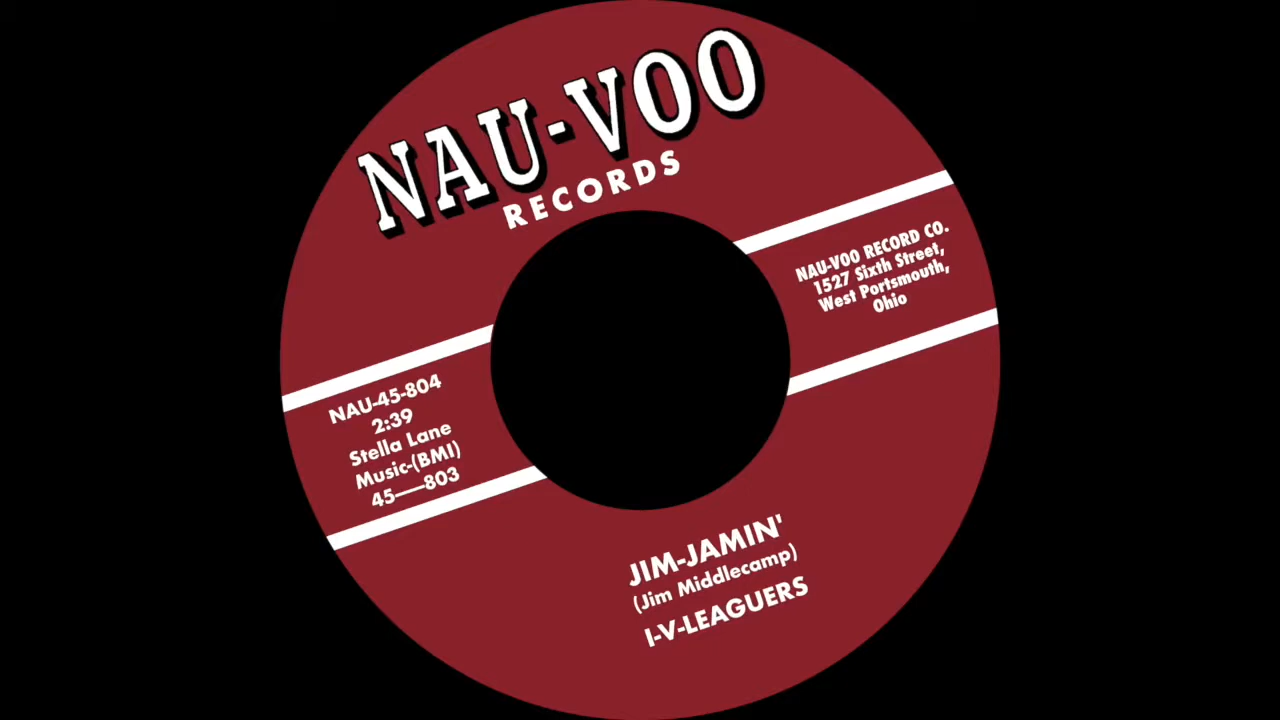 NAU-VOO
RECORDS
NAU-VOO RECORD CO.
1527 Sixth Street,
West Portsmouth,
Ohio
NAU-45-804
2:39
Stella Lane
Music-(BMI)
45—803
JIM-JAMIN'
(Jim Middlecamp)
I-V-LEAGUERS